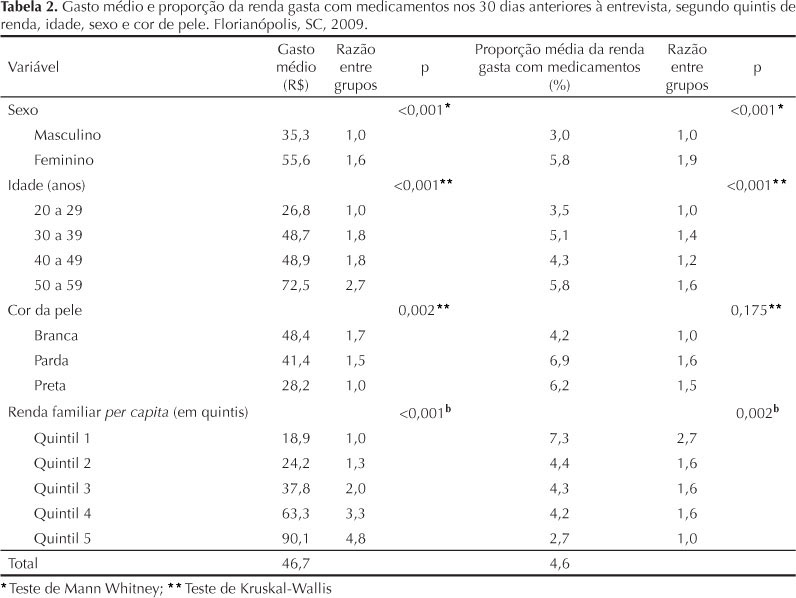 Tabela 2. Gasto médio e proporção da renda gasta com medicamentos nos 30 dias anteriores à entrevista, segundo quintis de
renda, idade, sexo e cor de pele. Florianópolis, SC, 2009.
Variável Gasto médio (R$) Razão entre grupos p Proporção média da renda gasta com medicamentos (%) Razão entre grupos p
Sexo <0,001* <0,001*
Masculino 35,3 1,0 3,0 1,0
Feminino 55,6 1,6 5,8 1,9
Idade (anos) <0,001** <0,001**
20 a 29 26,8 1,0 3,5 1,0
30 a 39 48,7 1,8 5,1 1,4
40 a 49 48,9 1,8 4,3 1,2
50 a 59 72,5 2,7 5,8 1,6
Cor da pele 0,002** 0,175**
Branca 48,4 1,7 4,2 1,0
Parda 41,4 1,5 6,9 1,6
Preta 28,2 1,0 6,2 1,5
Renda familiar per capita (em quintis) <0,001b 0,002b
Quintil 1 18,9 1,0 7,3 2,7
Quintil 2 24,2 1,3 4,4 1,6
Quintil 3 37,8 2,0 4,3 1,6
Quintil 4 63,3 3,3 4,2 1,6
Quintil 5 90,1 4,8 2,7 1,0
Total 46,7 4,6
* Teste de Mann Whitney; ** Teste de Kruskal-Wallis